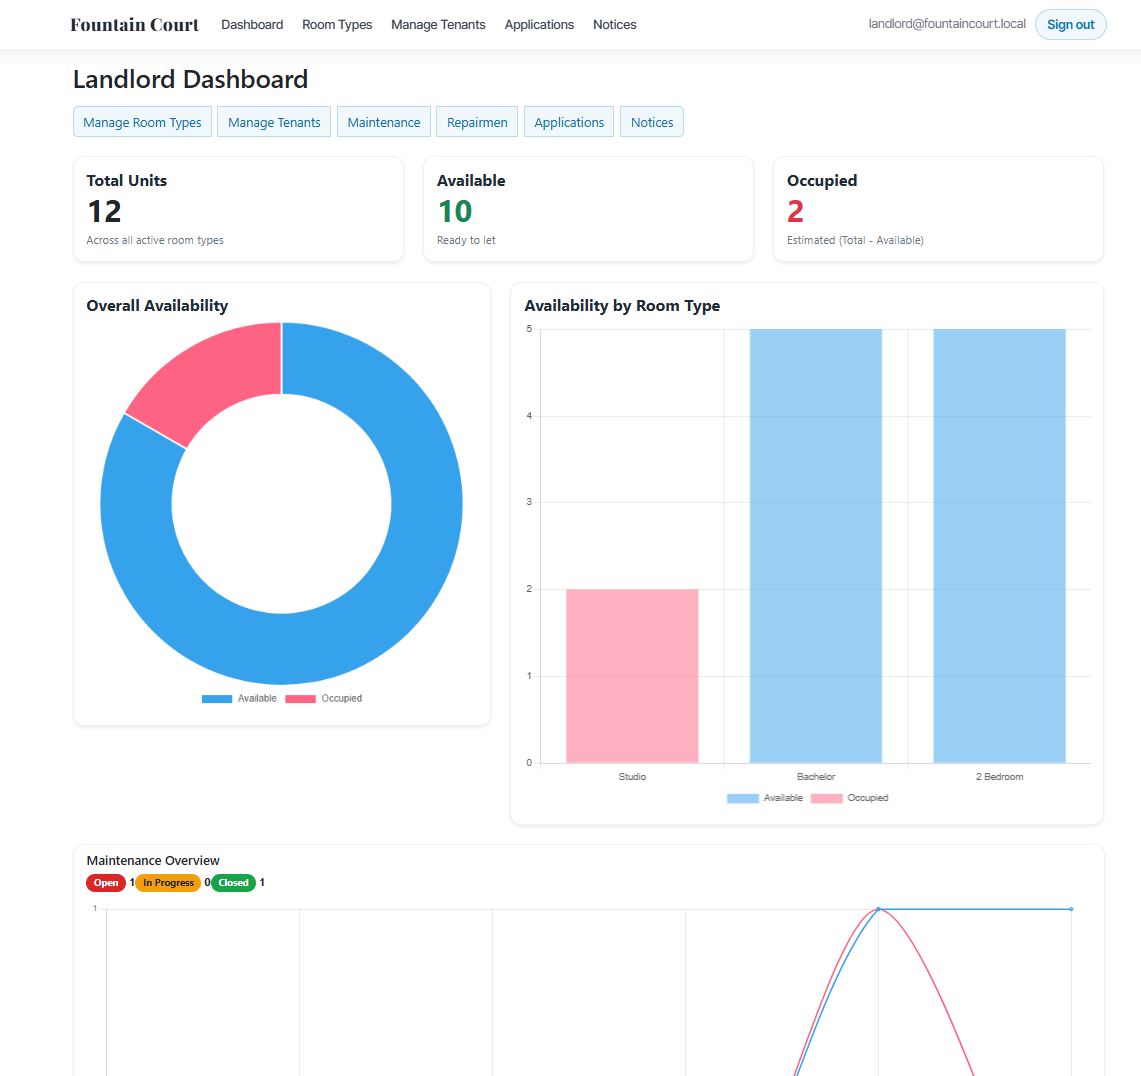 Fountain Court Dashboard Room Types Manage Tenants Applications Notices landlord@fountaincourt.local Sign out
Landlord Dashboard
Manage Room Types Manage Tenants Maintenance Repairmen Applications Notices
Total Units
12
Across all active room types
Available
10
Ready to let
Occupied
2
Estimated (Total - Available)
Overall Availability
Available Occupied
Availability by Room Type
5
4
3
2
1
0
Studio Bachelor 2 Bedroom
Available Occupied
Maintenance Overview
Open 1 In Progress 0 Closed 1
1